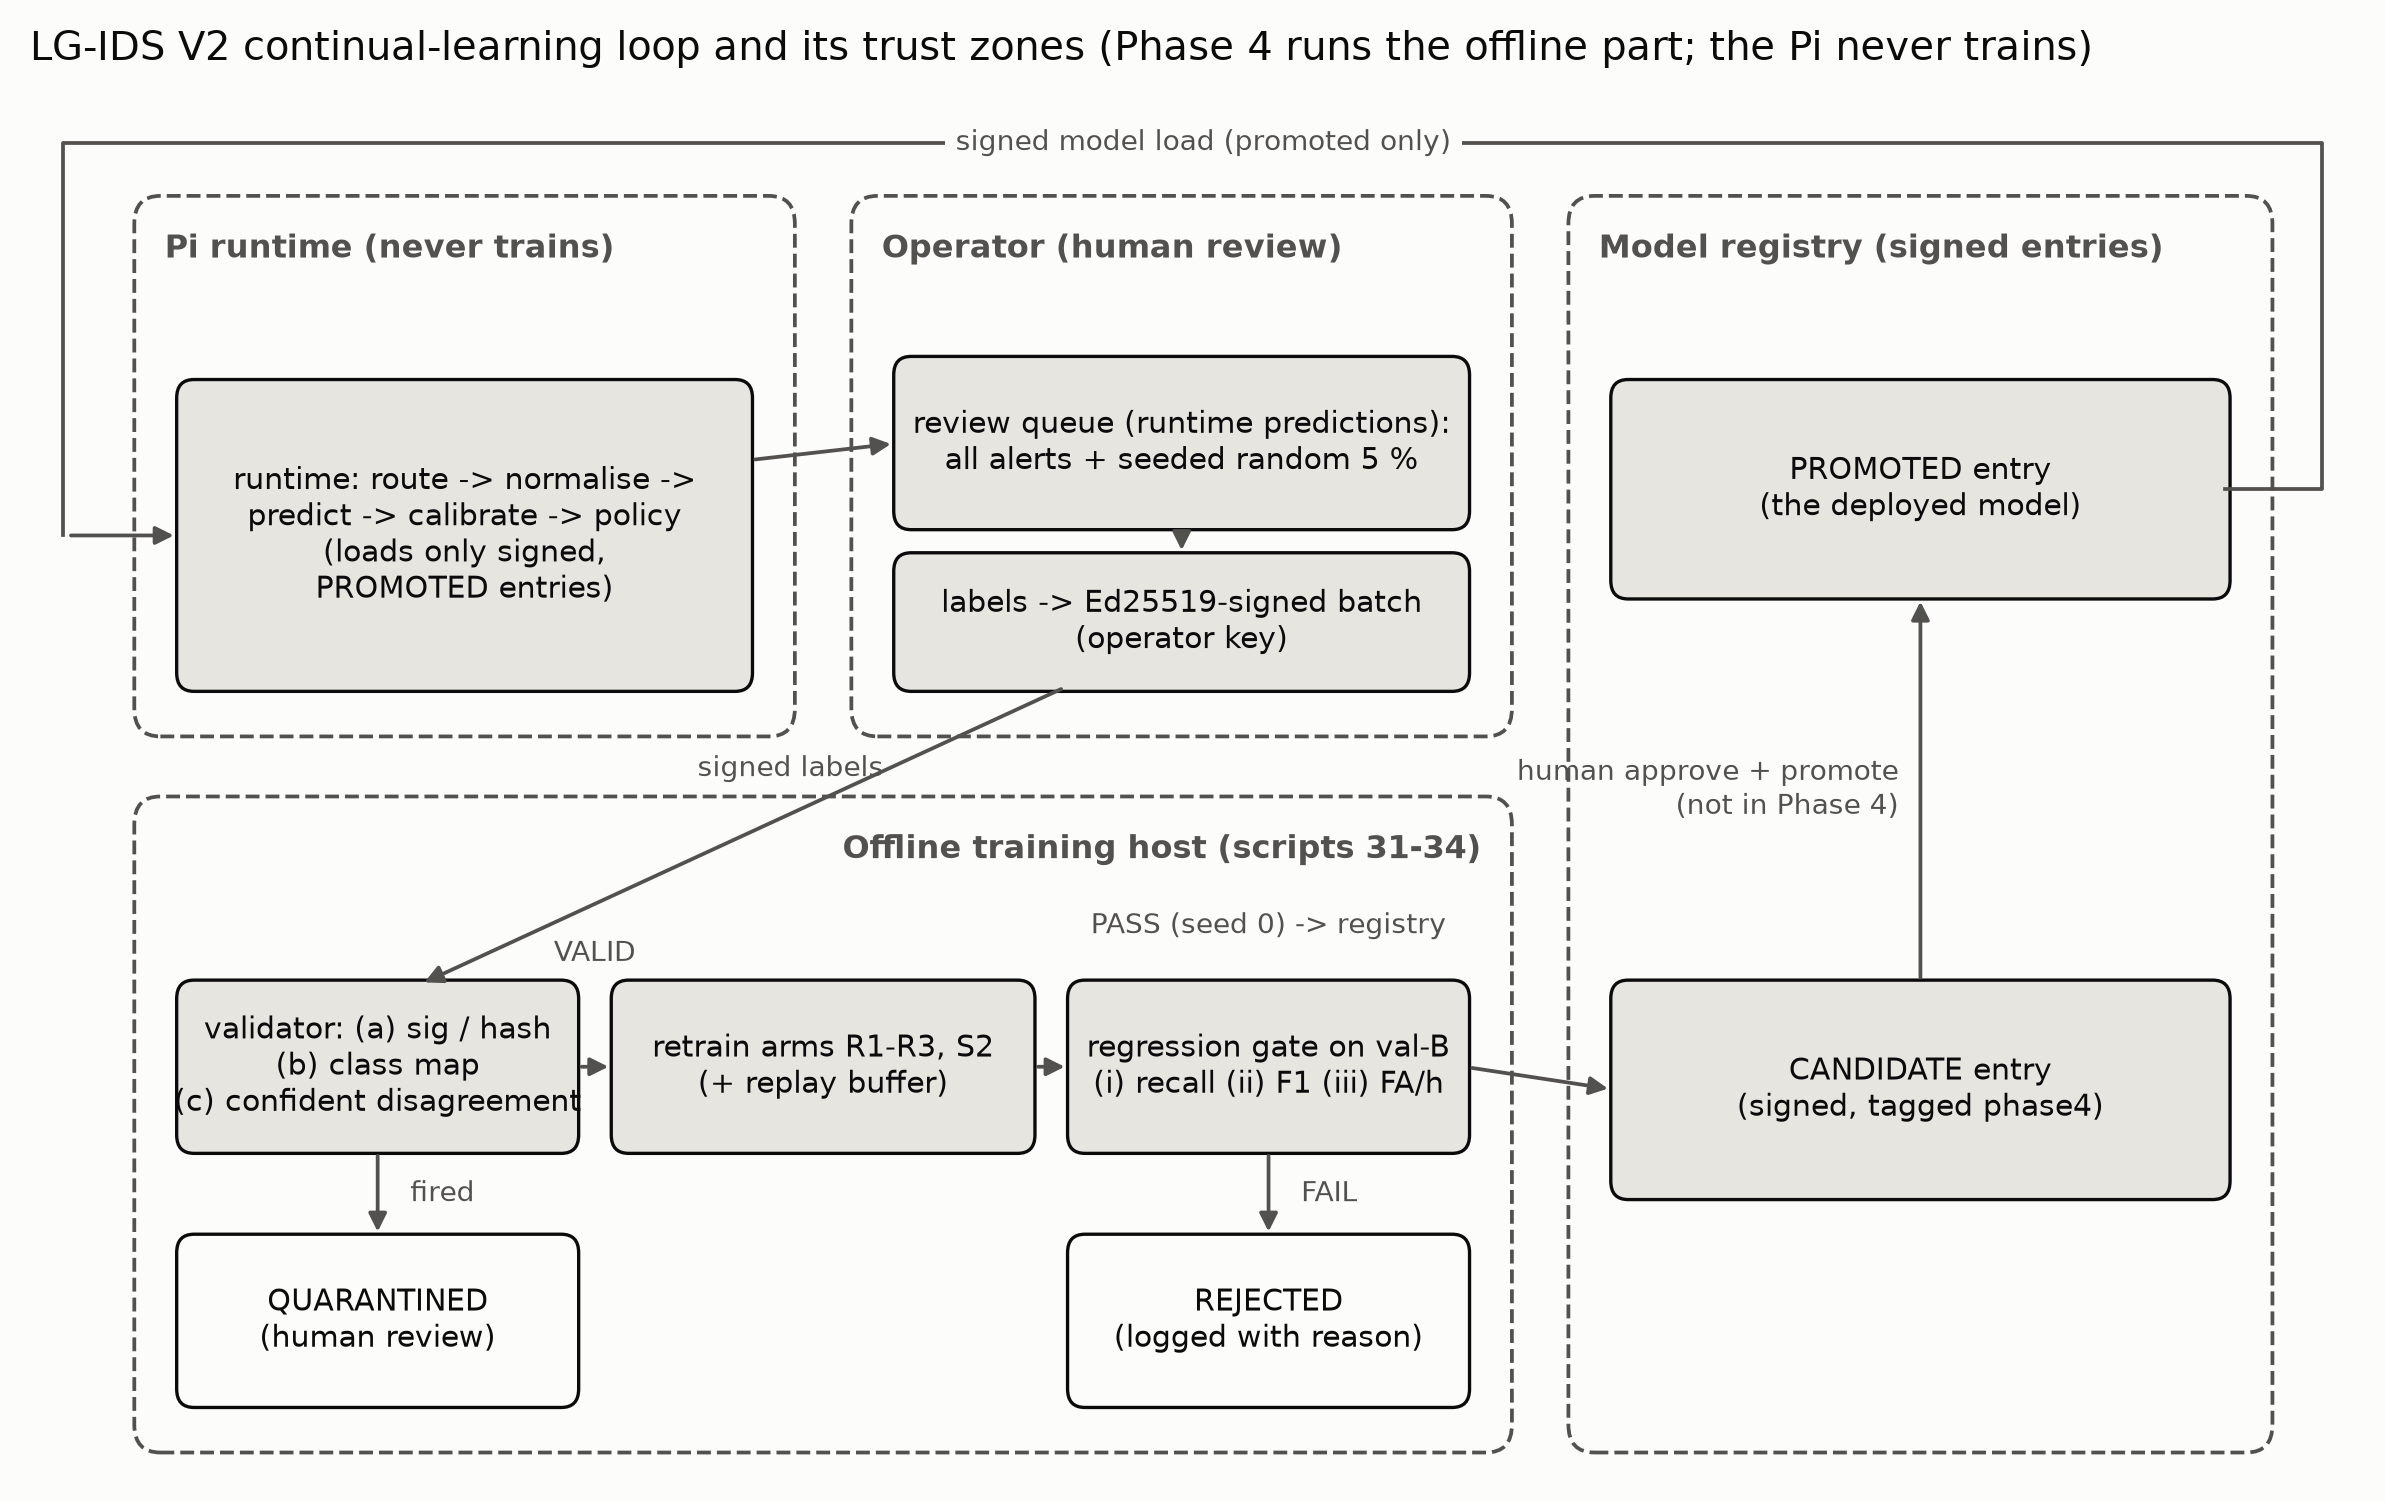 LG-IDS V2 continual-learning loop and its trust zones (Phase 4 runs the offline part; the Pi never trains)
signed model load (promoted only)
Pi runtime (never trains)
runtime: route -> normalise ->
predict -> calibrate -> policy
(loads only signed,
PROMOTED entries)
Operator (human review)
review queue (runtime predictions):
all alerts + seeded random 5 %
labels -> Ed25519-signed batch
(operator key)
Model registry (signed entries)
PROMOTED entry
(the deployed model)
signed labels
human approve + promote
(not in Phase 4)
Offline training host (scripts 31-34)
PASS (seed 0) -> registry
VALID
validator: (a) sig / hash
(b) class map
(c) confident disagreement
retrain arms R1-R3, S2
(+ replay buffer)
regression gate on val-B
(i) recall (ii) F1 (iii) FA/h
CANDIDATE entry
(signed, tagged phase4)
fired
FAIL
QUARANTINED
(human review)
REJECTED
(logged with reason)